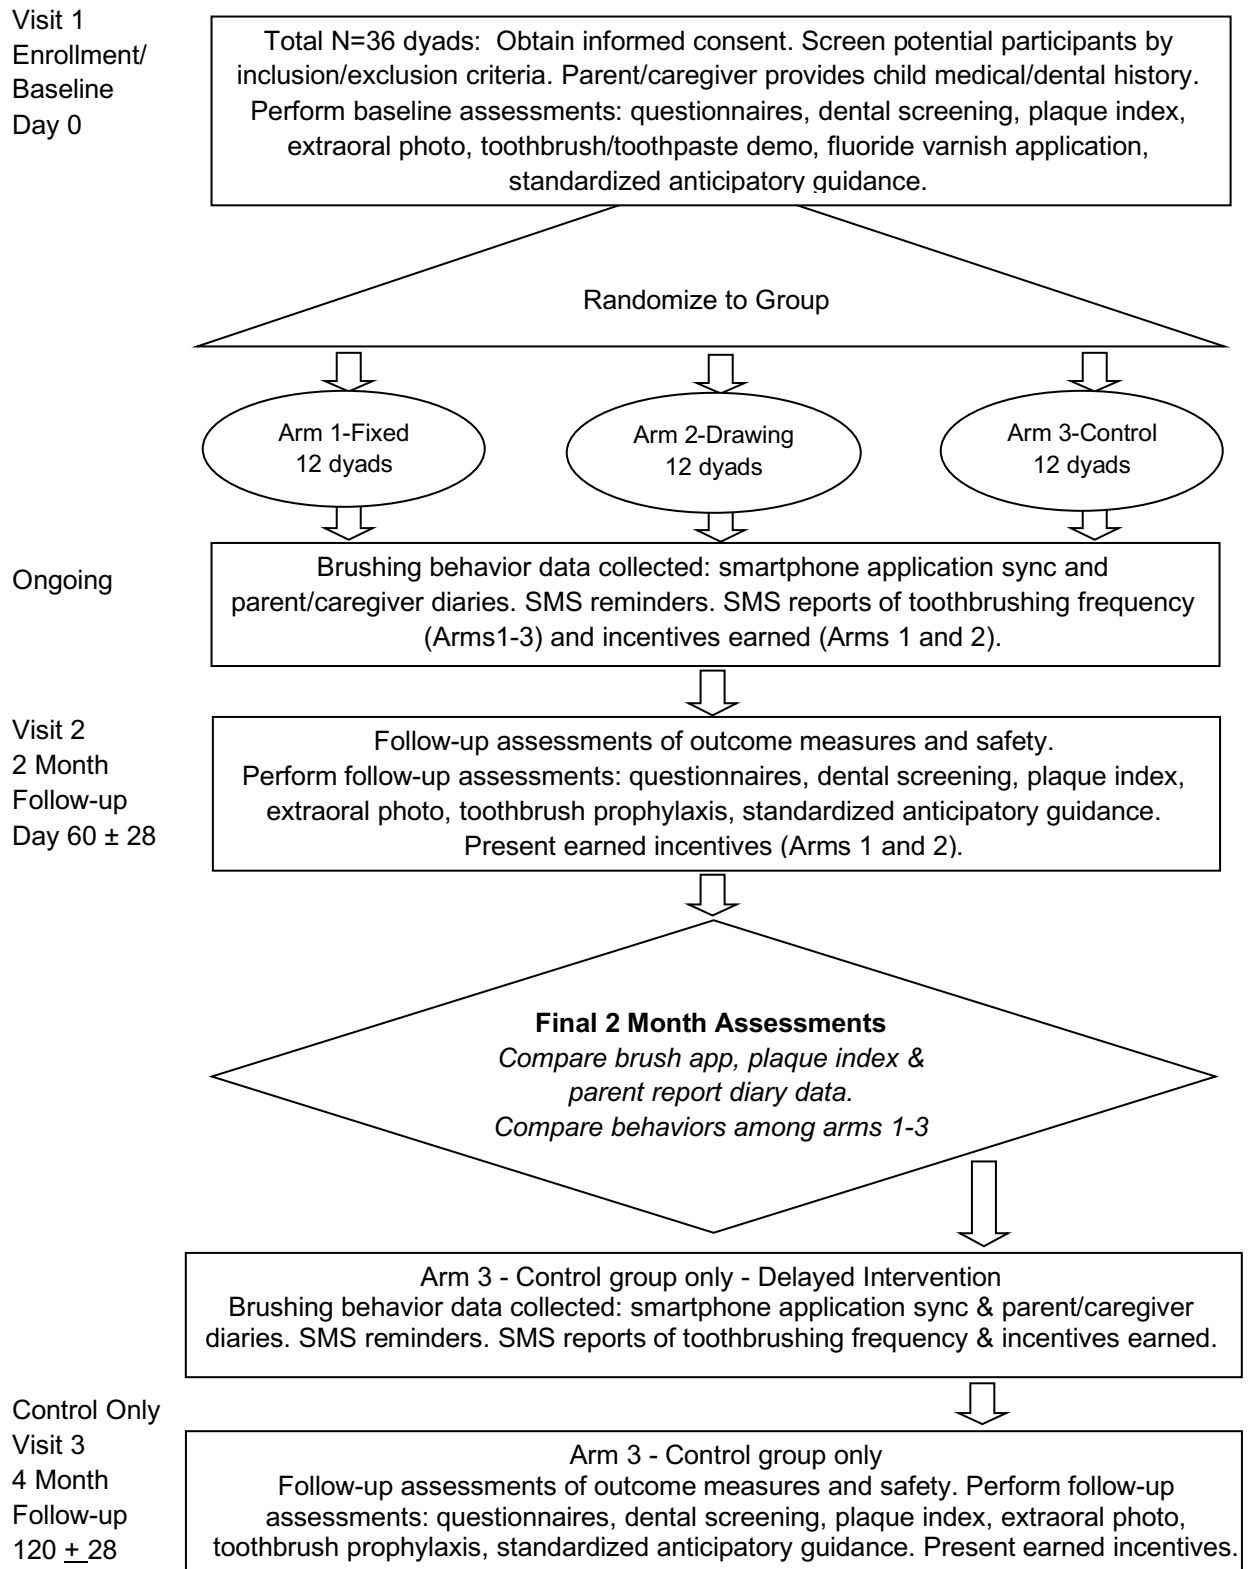 Visit 1
Enrollment/
Baseline
Day 0
Total N=36 dyads: Obtain informed consent. Screen potential participants by
inclusion/exclusion criteria. Parent/caregiver provides child medical/dental history.
Perform baseline assessments: questionnaires, dental screening, plaque index,
extraoral photo, toothbrush/toothpaste demo, fluoride varnish application,
standardized anticipatory guidance.
Randomize to Group
Arm 1-Fixed
12 dyads
Arm 2-Drawing
12 dyads
Arm 3-Control
12 dyads
Ongoing
Brushing behavior data collected: smartphone application sync and
parent/caregiver diaries. SMS reminders. SMS reports of toothbrushing frequency
(Arms1-3) and incentives earned (Arms 1 and 2).
Visit 2
2 Month
Follow-up
Day 60 ± 28
Follow-up assessments of outcome measures and safety.
Perform follow-up assessments: questionnaires, dental screening, plaque index,
extraoral photo, toothbrush prophylaxis, standardized anticipatory guidance.
Present earned incentives (Arms 1 and 2).
Final 2 Month Assessments
Compare brush app, plaque index &
parent report diary data.
Compare behaviors among arms 1-3
Arm 3 - Control group only - Delayed Intervention
Brushing behavior data collected: smartphone application sync & parent/caregiver
diaries. SMS reminders. SMS reports of toothbrushing frequency & incentives earned.
Control Only
Visit 3
4 Month
Follow-up
120 + 28
Arm 3 - Control group only
Follow-up assessments of outcome measures and safety. Perform follow-up
assessments: questionnaires, dental screening, plaque index, extraoral photo,
toothbrush prophylaxis, standardized anticipatory guidance. Present earned incentives.